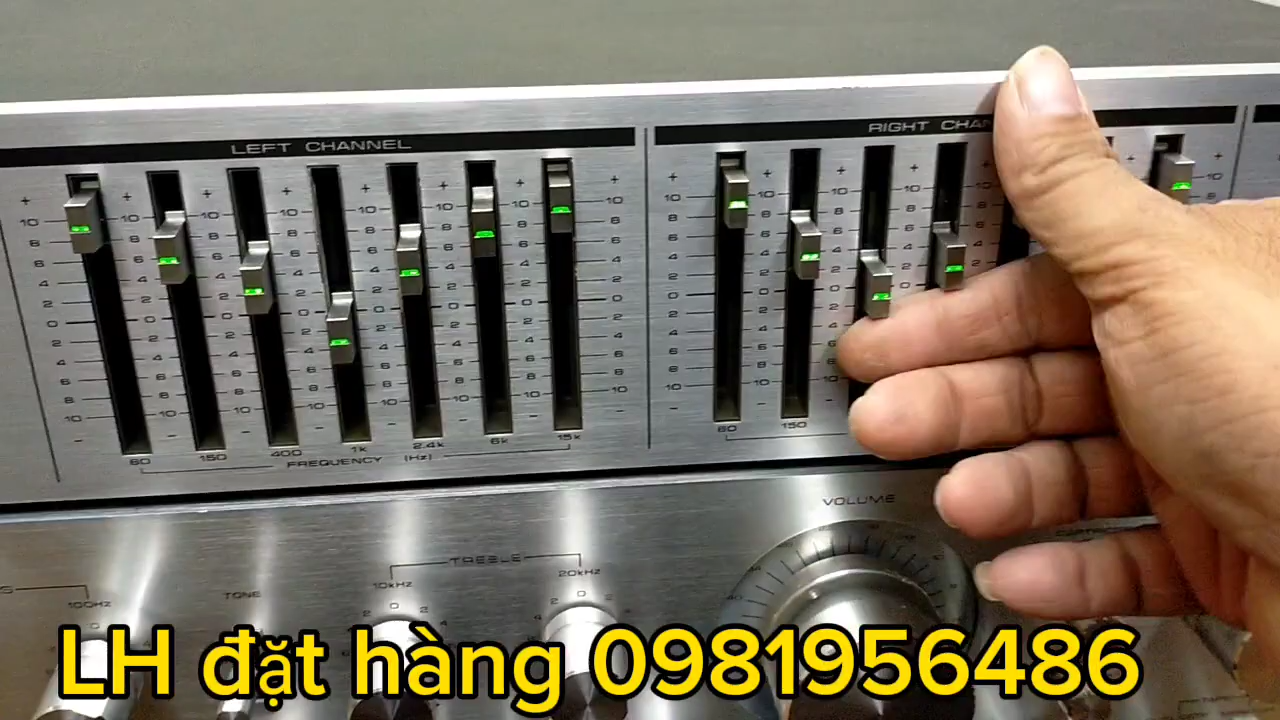 LEFT CHANNEL
RIGHT CHAN
60 150 400 1k 2.4k 6k 15k
FREQUENCY (Hz)
60 150
VOLUME
TREBLE
100Hz TONE 10kHz 20kHz
LH đặt hàng 0981956486